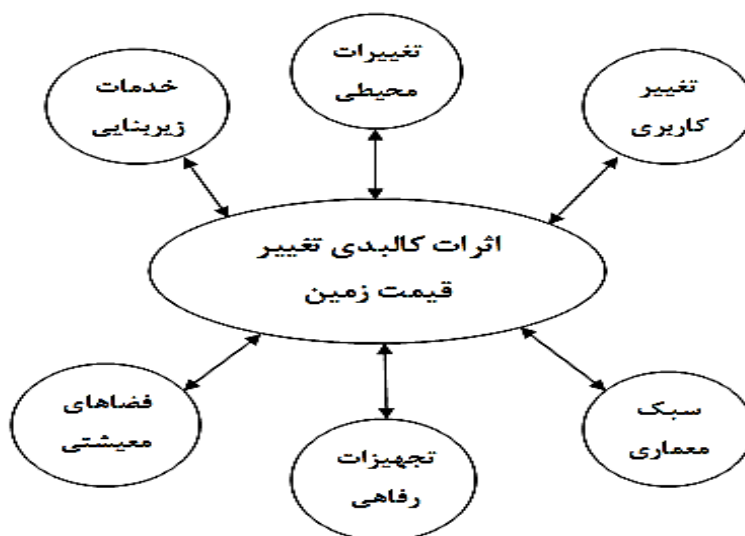 تغییرات
محیطی
تغییر
کاربری
خدمات
زیربنایی
اثرات کالبدی تغییر
قیمت زمین
سبک
معماری
فضاهای
معیشتی
تجهیزات
رفاهی